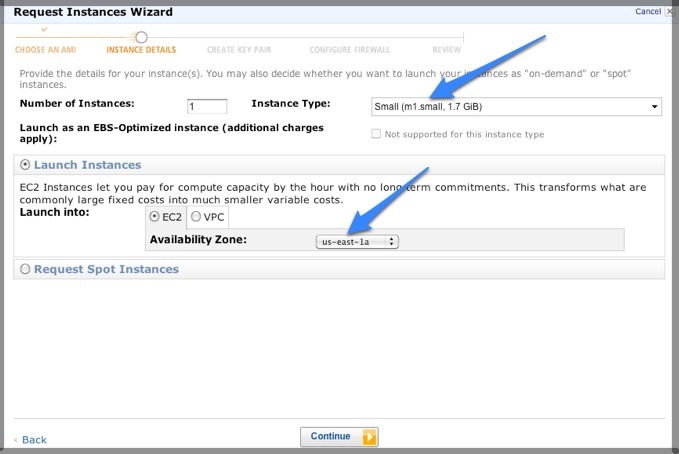 Request Instances Wizard
Cancel
CHOOSE AN AMI INSTANCE DETAILS CREATE KEY PAIR CONFIGURE FIREWALL REVIEW
Provide the details for your instance(s). You may also decide whether you want to launch your instances as "on-demand" or "spot"
instances.
Number of Instances: 1 Instance Type: Small (m1.small, 1.7 GiB)
Launch as an EBS-Optimized instance (additional charges
apply):
Not supported for this instance type
Launch Instances
EC2 Instances let you pay for compute capacity by the hour with no long term commitments. This transforms what are
commonly large fixed costs into much smaller variable costs.
Launch into: EC2 VPC
Availability Zone: us-east-1a
Request Spot Instances
Back
Continue